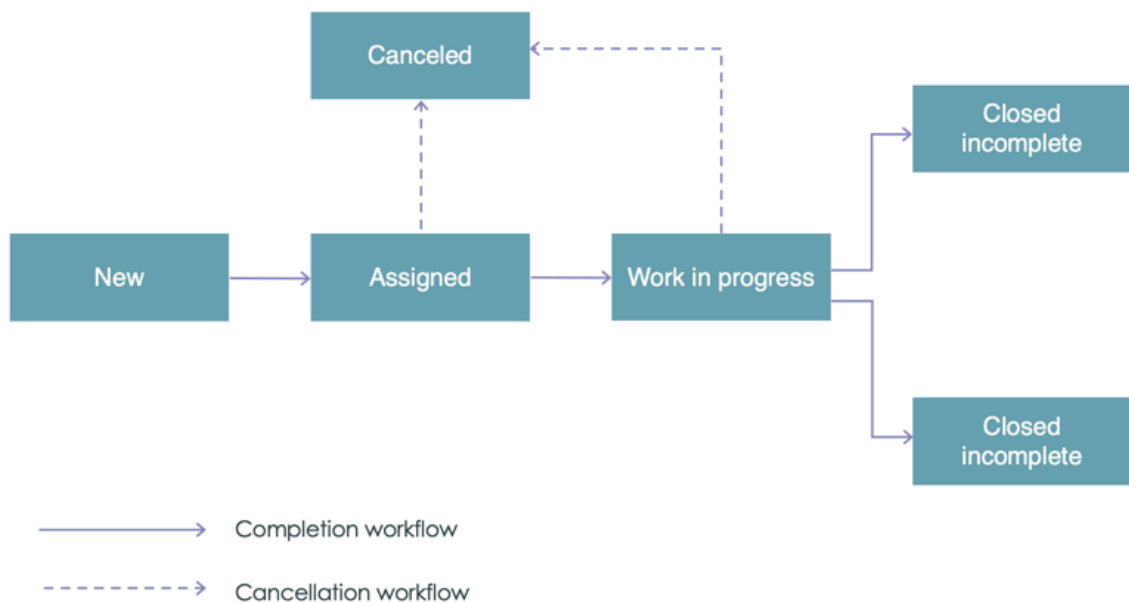 Canceled
Closed
incomplete
New
Assigned
Work in progress
Closed
incomplete
Completion workflow
Cancellation workflow